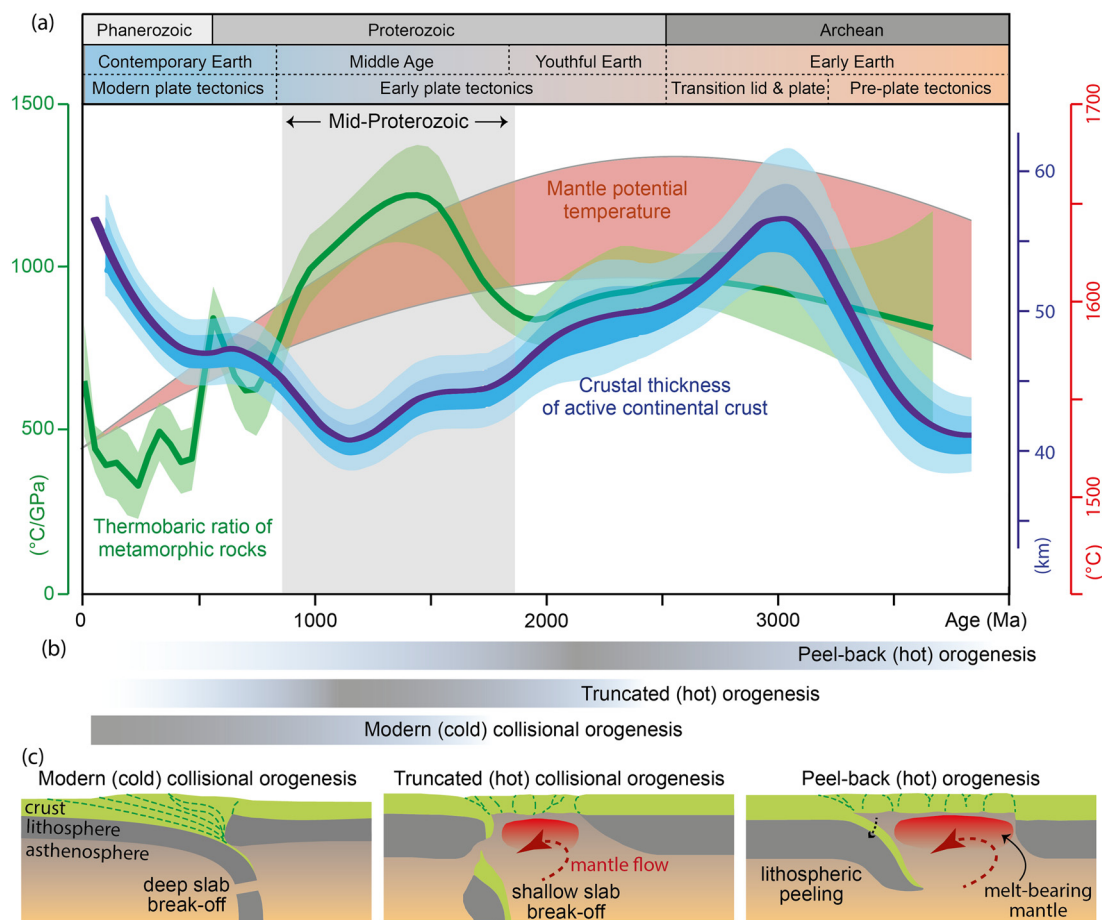 (a)
Phanerozoic Proterozoic Archean
Contemporary Earth Middle Age Youthful Earth Early Earth
Modern plate tectonics Early plate tectonics Transition lid & plate Pre-plate tectonics
1500 1700
← Mid-Proterozoic →
60
Mantle potential
temperature
1000
1600
50
Crustal thickness
of active continental crust
500
40
1500
Thermobaric ratio of
metamorphic rocks
(°C/GPa) (km) (°C)
0
0 1000 2000 3000 Age (Ma)
(b)
Peel-back (hot) orogenesis
Truncated (hot) orogenesis
Modern (cold) collisional orogenesis
(c)
Modern (cold) collisional orogenesis
crust
lithosphere
asthenosphere
deep slab
break-off
Truncated (hot) collisional orogenesis
mantle flow
shallow slab
break-off
Peel-back (hot) orogenesis
lithospheric
peeling
melt-bearing
mantle